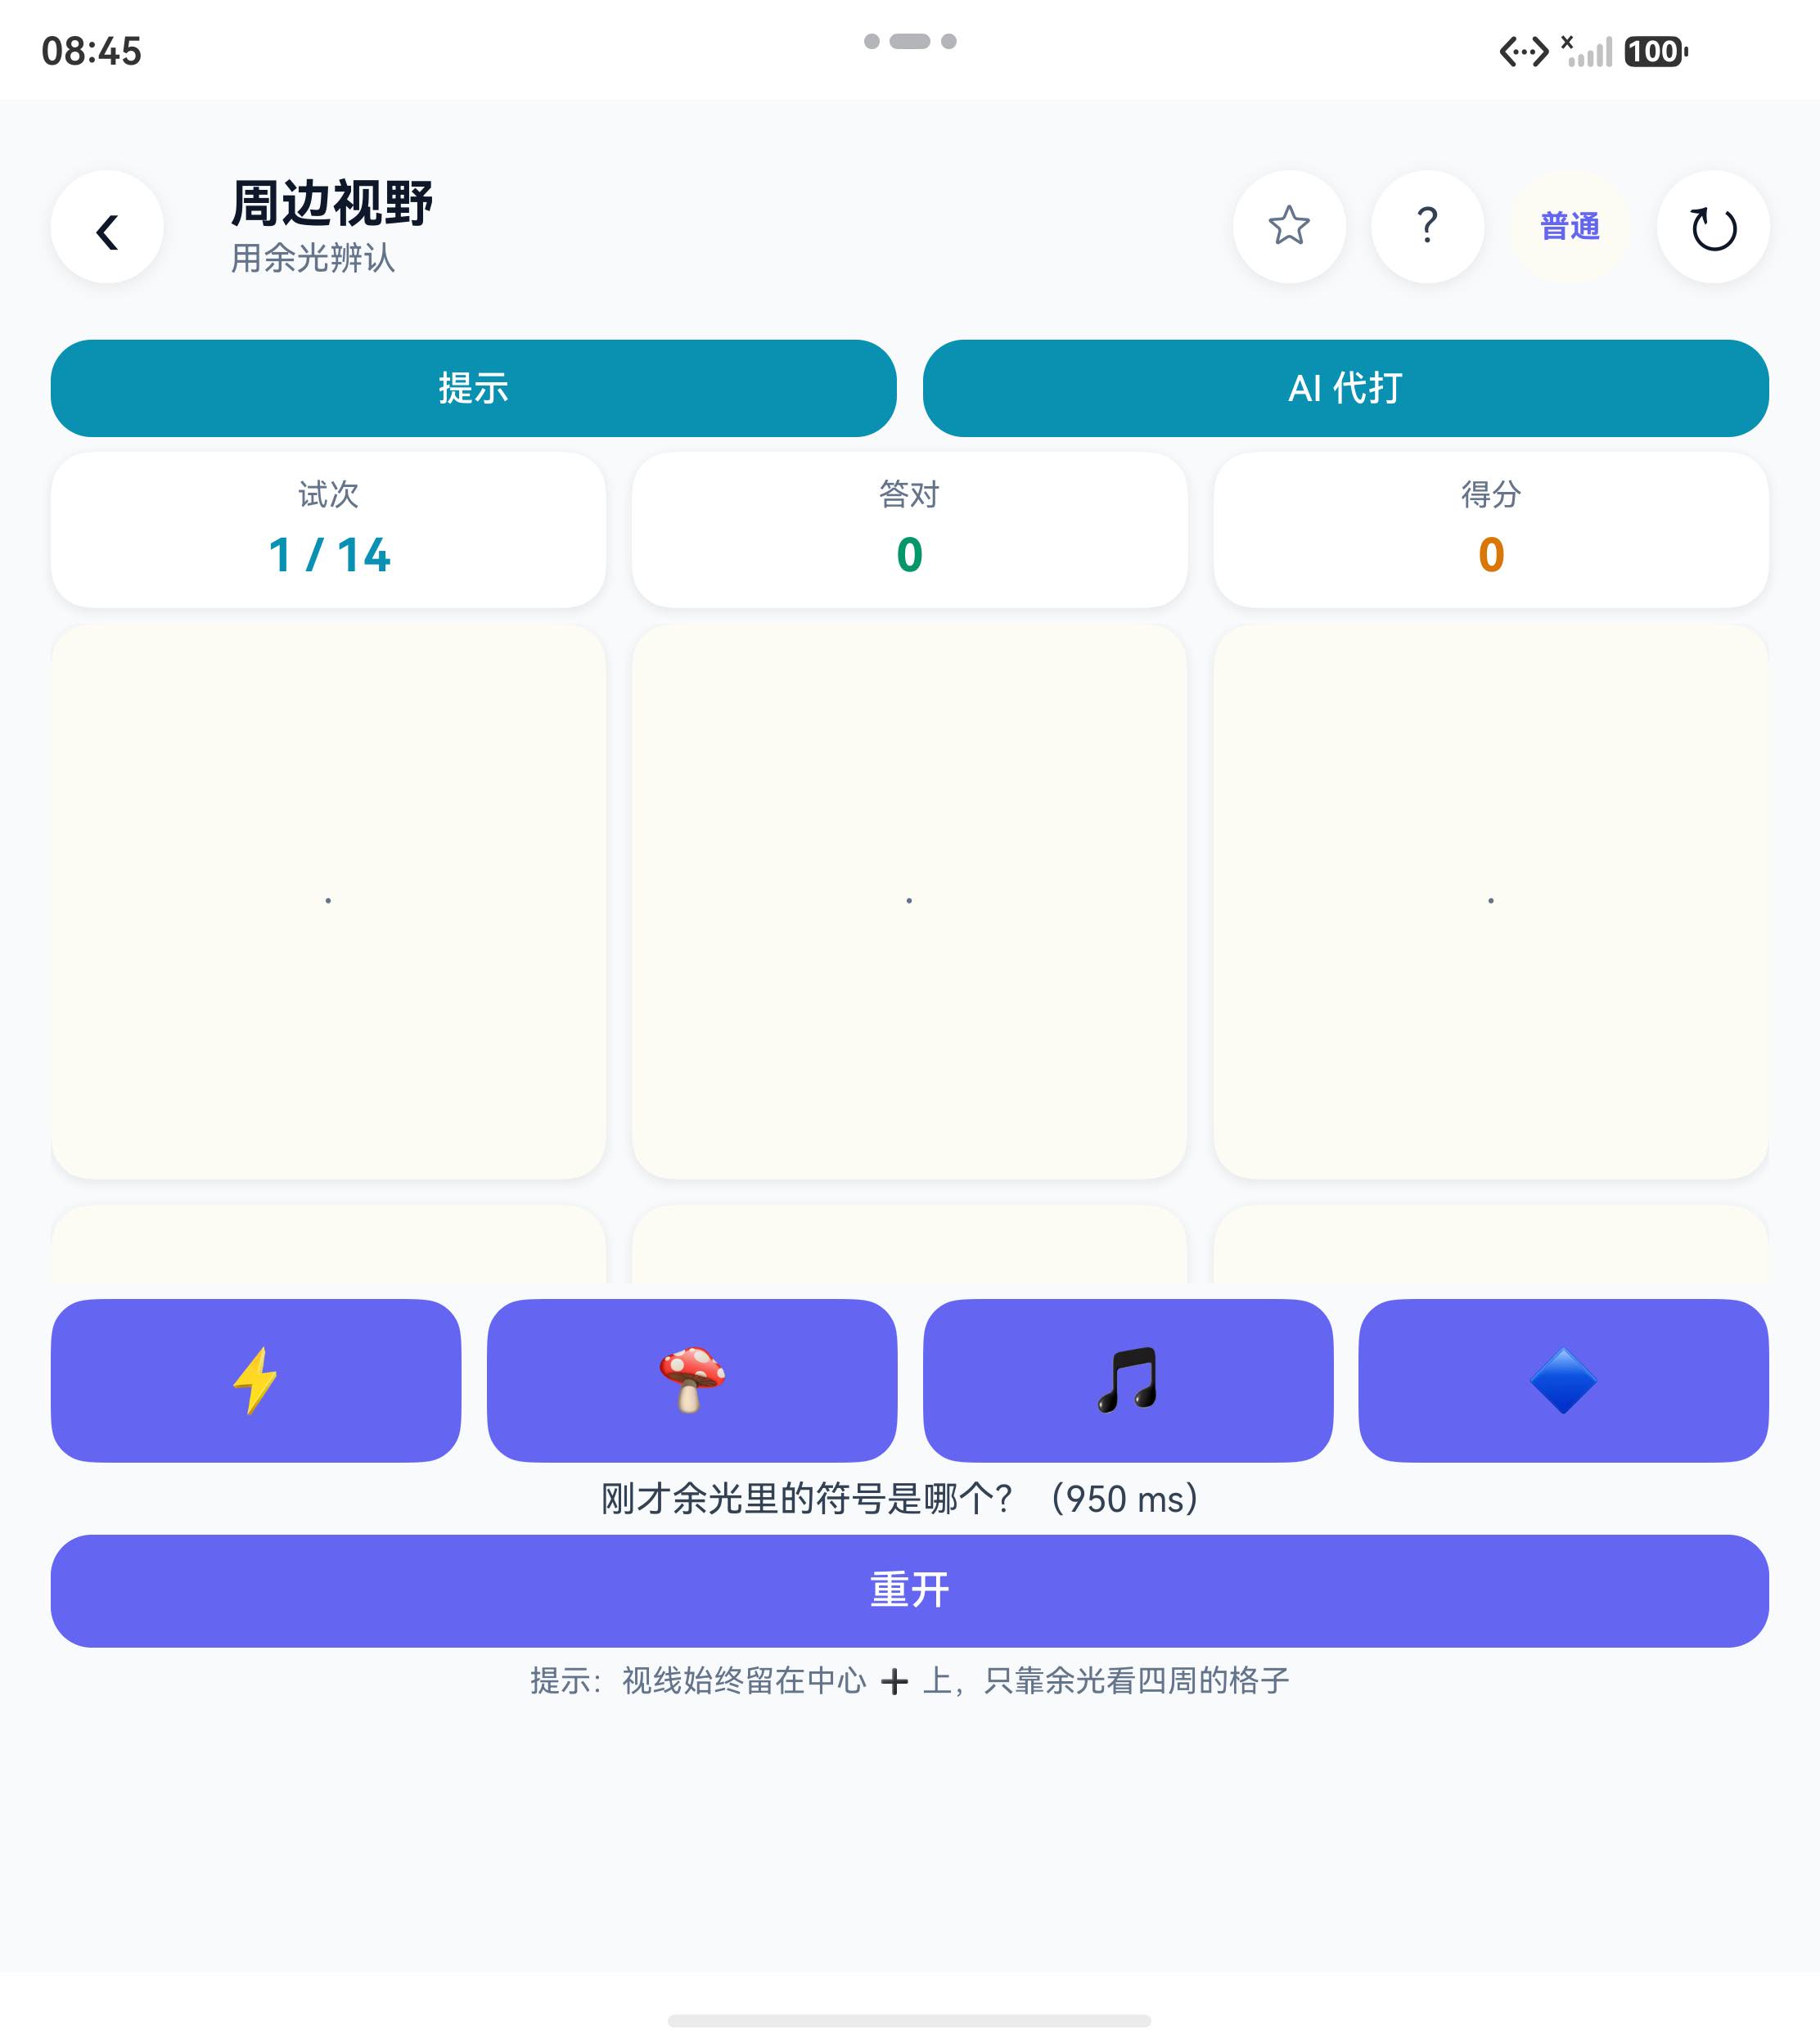 08:45
100
周边视野
用余光辨认
?
普通
提示
AI 代打
试次
答对
得分
1 / 14
0
0
刚才余光里的符号是哪个？（950 ms）
重开
提示：视线始终留在中心 ➕ 上，只靠余光看四周的格子